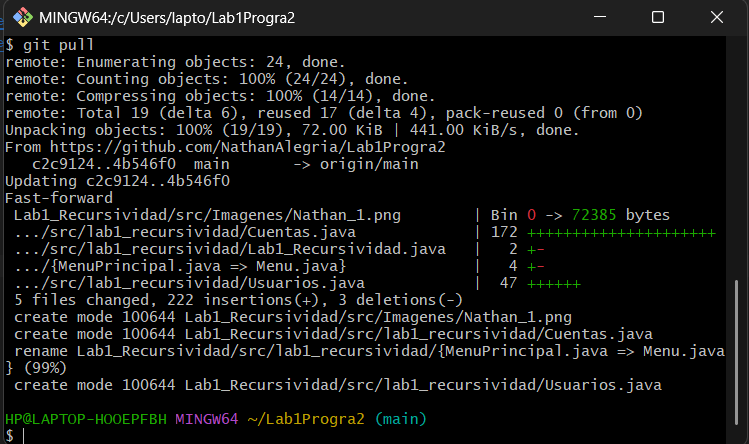 MINGW64:/c/Users/lapto/Lab1Progra2
$ git pull
remote: Enumerating objects: 24, done.
remote: Counting objects: 100% (24/24), done.
remote: Compressing objects: 100% (14/14), done.
remote: Total 19 (delta 6), reused 17 (delta 4), pack-reused 0 (from 0)
Unpacking objects: 100% (19/19), 72.00 KiB | 441.00 KiB/s, done.
From https://github.com/NathanAlegria/Lab1Progra2
   c2c9124..4b546f0  main       -> origin/main
Updating c2c9124..4b546f0
Fast-forward
 Lab1_Recursividad/src/Imagenes/Nathan_1.png        | Bin 0 -> 72385 bytes
 .../src/lab1_recursividad/Cuentas.java             | 172 +++++++++++++++++++++
 .../src/lab1_recursividad/Lab1_Recursividad.java   |   2 +-
 .../{MenuPrincipal.java => Menu.java}              |   4 +-
 .../src/lab1_recursividad/Usuarios.java            |  47 ++++++
 5 files changed, 222 insertions(+), 3 deletions(-)
 create mode 100644 Lab1_Recursividad/src/Imagenes/Nathan_1.png
 create mode 100644 Lab1_Recursividad/src/lab1_recursividad/Cuentas.java
 rename Lab1_Recursividad/src/lab1_recursividad/{MenuPrincipal.java => Menu.java
} (99%)
 create mode 100644 Lab1_Recursividad/src/lab1_recursividad/Usuarios.java
HP@LAPTOP-HOOEPFBH MINGW64 ~/Lab1Progra2 (main)
$